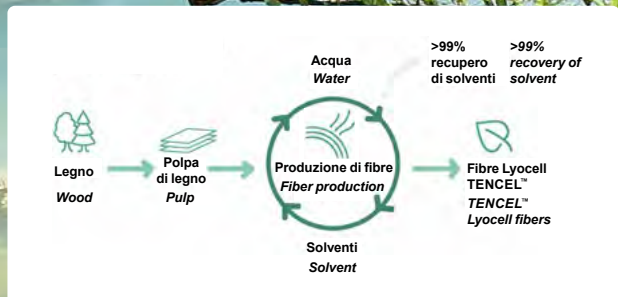 Legno
Wood
Polpa
di legno
Pulp
Acqua
Water
Produzione di fibre
Fiber production
Solventi
Solvent
>99%
recupero
di solventi
>99%
recovery of
solvent
Fibre Lyocell
TENCEL™
TENCEL™
Lyocell fibers